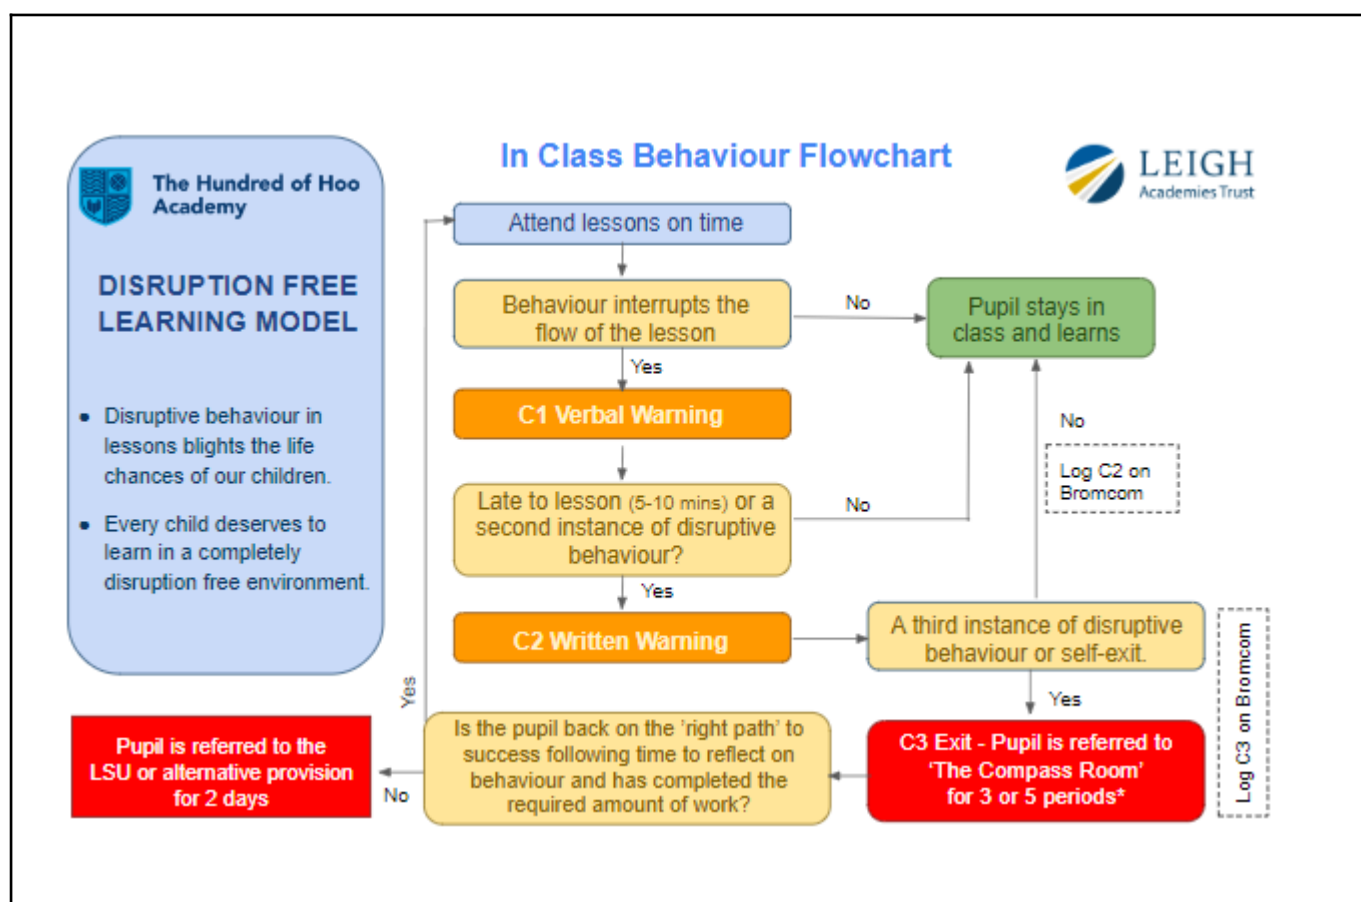 The Hundred of Hoo
Academy
DISRUPTION FREE
LEARNING MODEL
● Disruptive behaviour in
lessons blights the life
chances of our children.
● Every child deserves to
learn in a completely
disruption free environment.
In Class Behaviour Flowchart
LEIGH
Academies Trust
Attend lessons on time
Behaviour interrupts the
flow of the lesson
No
Pupil stays in
class and learns
Yes
C1 Verbal Warning
No
Log C2 on
Bromcom
Late to lesson (5-10 mins) or a
second instance of disruptive
behaviour?
No
Yes
C2 Written Warning
A third instance of disruptive
behaviour or self-exit.
Yes
Log C3 on Bromcom
C3 Exit - Pupil is referred to
'The Compass Room'
for 3 or 5 periods*
Is the pupil back on the 'right path' to
success following time to reflect on
behaviour and has completed the
required amount of work?
Yes
No
Pupil is referred to the
LSU or alternative provision
for 2 days